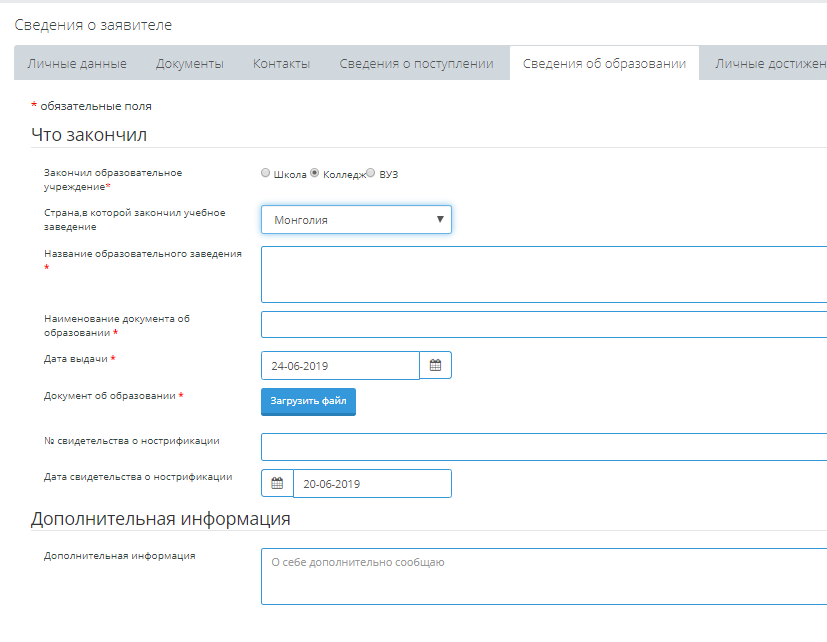 Сведения о заявителе
Личные данные Документы Контакты Сведения о поступлении Сведения об образовании Личные достижен
* обязательные поля
Что закончил
Закончил образовательное
учреждение*
Школа Колледж ВУЗ
Страна,в которой закончил учебное
заведение
Монголия
Название образовательного заведения
*
Наименование документа об
образовании *
Дата выдачи *
24-06-2019
Документ об образовании *
Загрузить файл
№ свидетельства о нострификации
Дата свидетельства о нострификации
20-06-2019
Дополнительная информация
Дополнительная информация
О себе дополнительно сообщаю